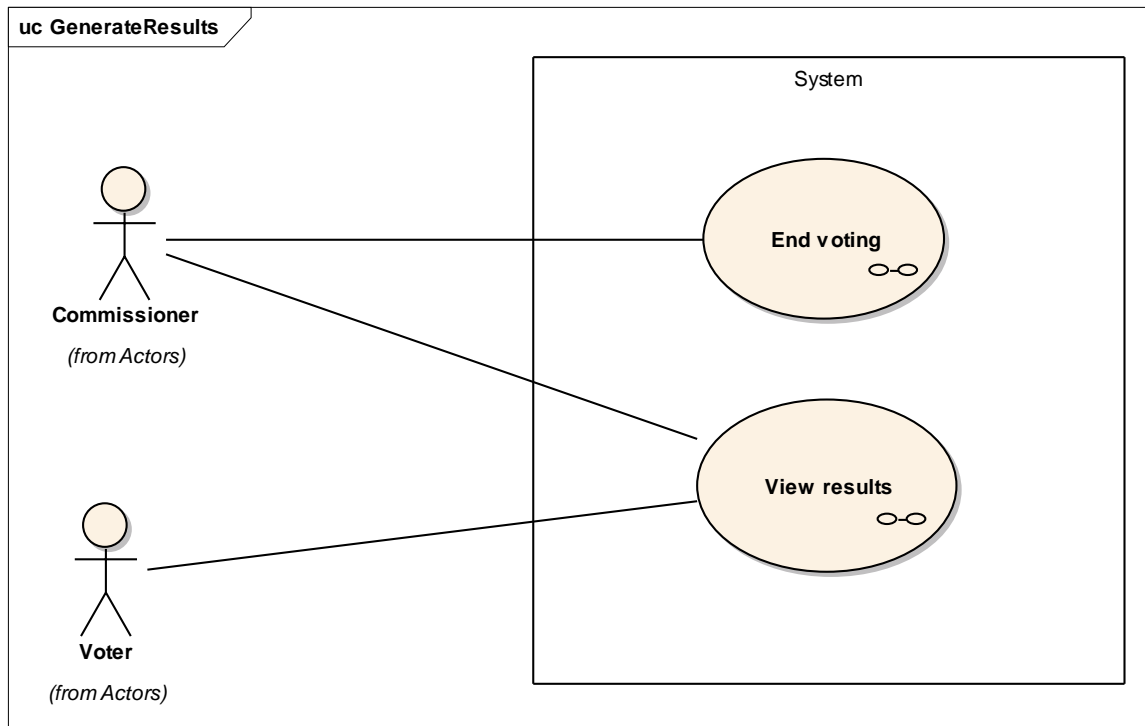 uc GenerateResults
System
End voting
Commissioner
(from Actors)
View results
Voter
(from Actors)